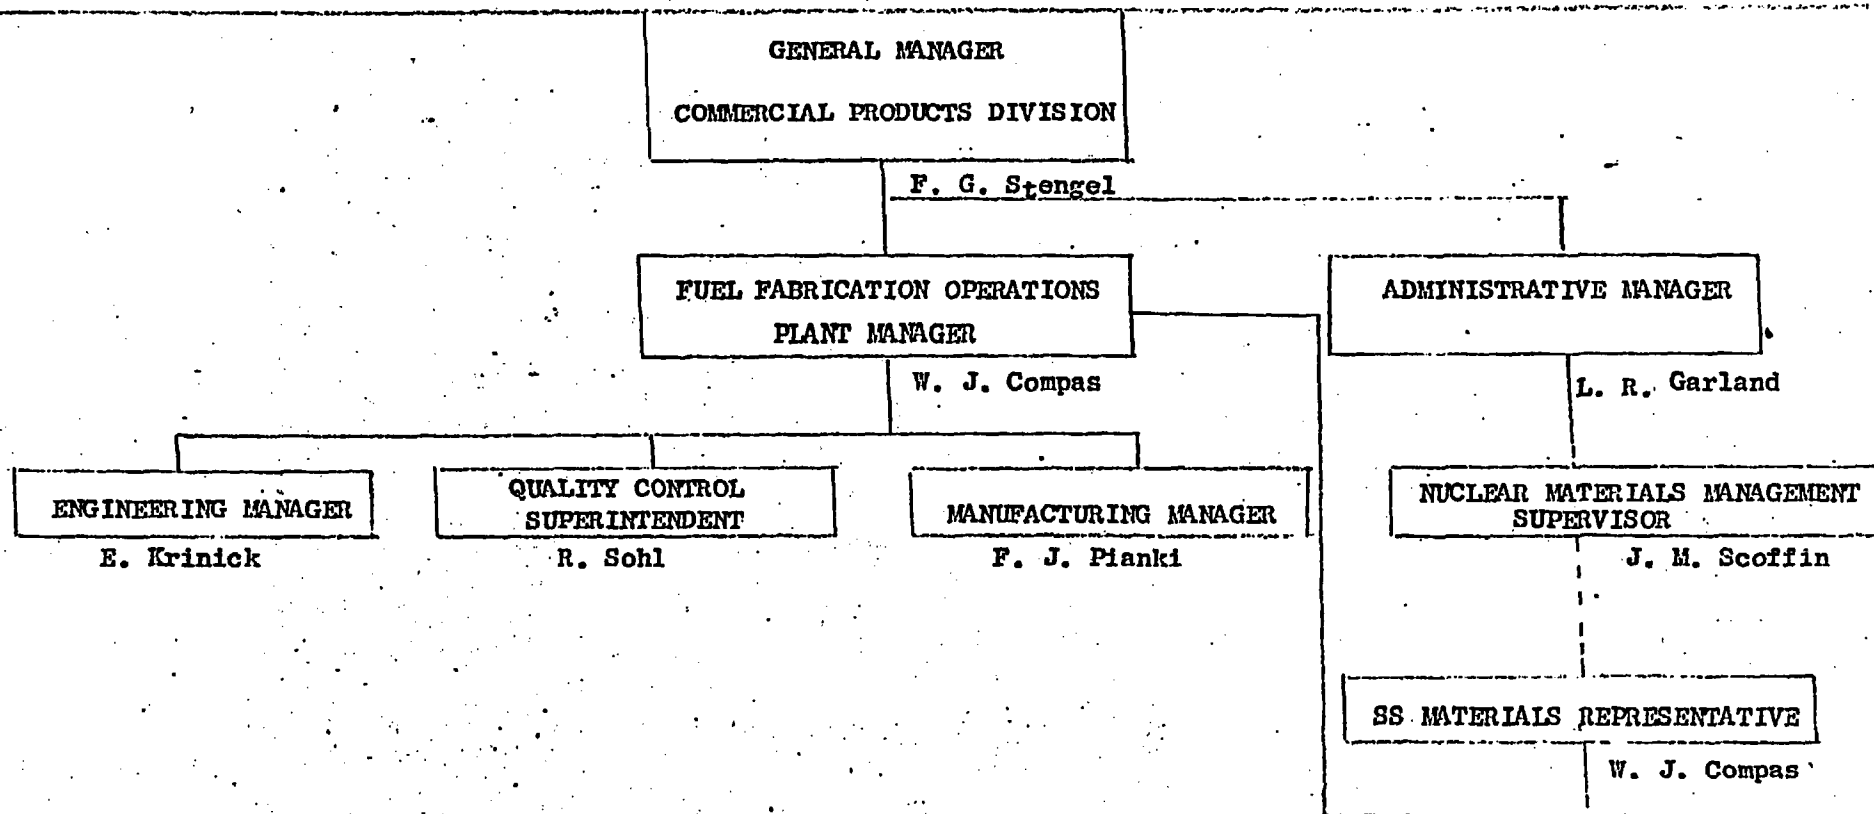 GENERAL MANAGER
COMMERCIAL PRODUCTS DIVISION
F. G. Stengel
FUEL FABRICATION OPERATIONS
PLANT MANAGER
W. J. Compas
ADMINISTRATIVE MANAGER
L. R. Garland
ENGINEERING MANAGER
E. Krinick
QUALITY CONTROL
SUPERINTENDENT
R. Sohl
MANUFACTURING MANAGER
F. J. Pianki
NUCLEAR MATERIALS MANAGEMENT
SUPERVISOR
J. M. Scoffin
SS MATERIALS REPRESENTATIVE
W. J. Compas